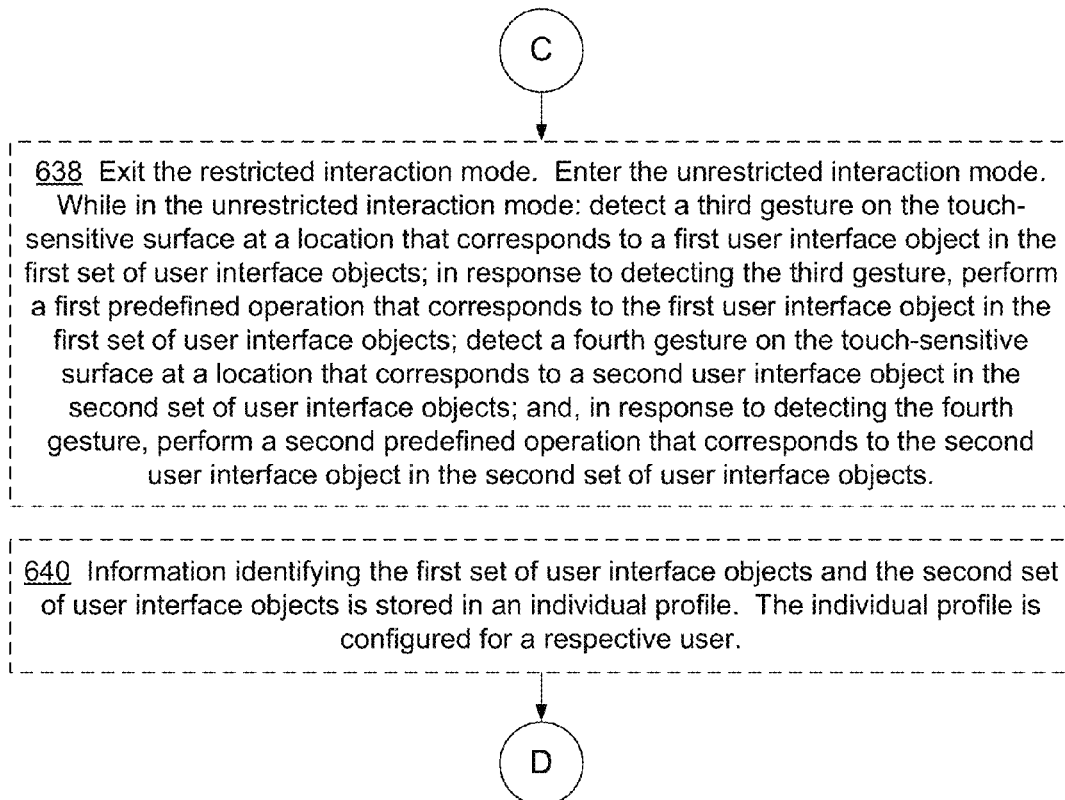 C
638 Exit the restricted interaction mode. Enter the unrestricted interaction mode.
While in the unrestricted interaction mode: detect a third gesture on the touch-
sensitive surface at a location that corresponds to a first user interface object in the
first set of user interface objects; in response to detecting the third gesture, perform
a first predefined operation that corresponds to the first user interface object in the
first set of user interface objects; detect a fourth gesture on the touch-sensitive
surface at a location that corresponds to a second user interface object in the
second set of user interface objects; and, in response to detecting the fourth
gesture, perform a second predefined operation that corresponds to the second
user interface object in the second set of user interface objects.
640 Information identifying the first set of user interface objects and the second set
of user interface objects is stored in an individual profile. The individual profile is
configured for a respective user.
D